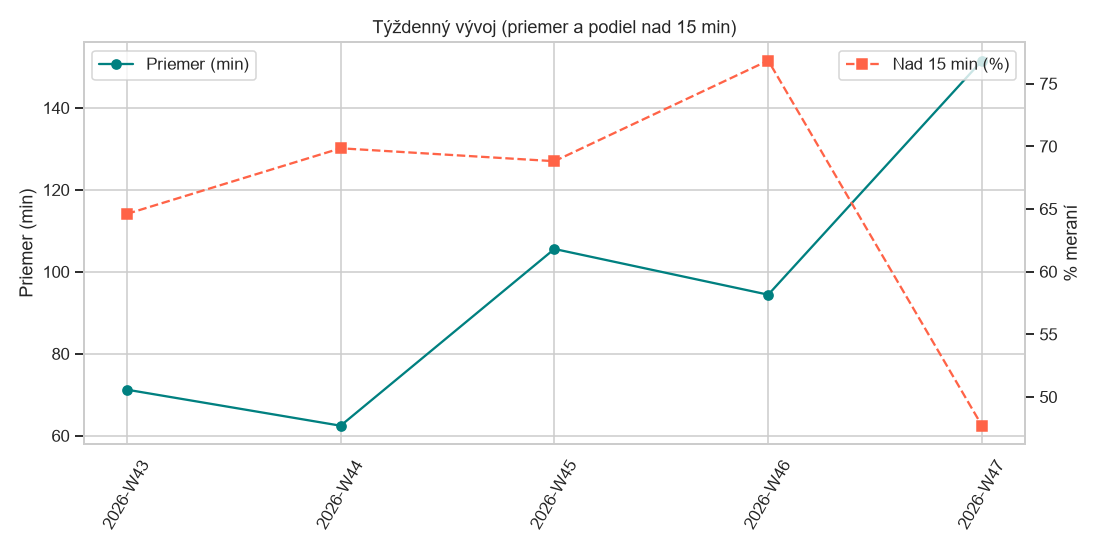 Týždenný vývoj (priemer a podiel nad 15 min)
Priemer (min)
Nad 15 min (%)
140
120
100
80
60
Priemer (min)
75
70
65
60
55
50
% meraní
2026-W43
2026-W44
2026-W45
2026-W46
2026-W47